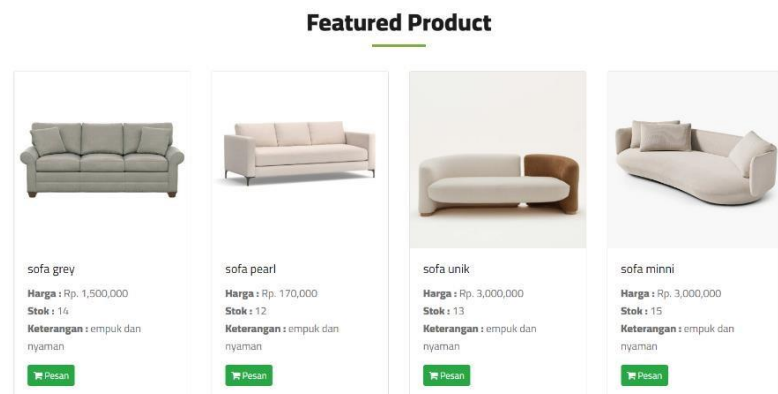 Featured Product
sofa grey
Harga : Rp. 1,500,000
Stok : 14
Keterangan : empuk dan
nyaman
Pesan
sofa pearl
Harga : Rp. 170,000
Stok : 12
Keterangan : empuk dan
nyaman
Pesan
sofa unik
Harga : Rp. 3,000,000
Stok : 13
Keterangan : empuk dan
nyaman
Pesan
sofa minni
Harga : Rp. 3,000,000
Stok : 15
Keterangan : empuk dan
nyaman
Pesan